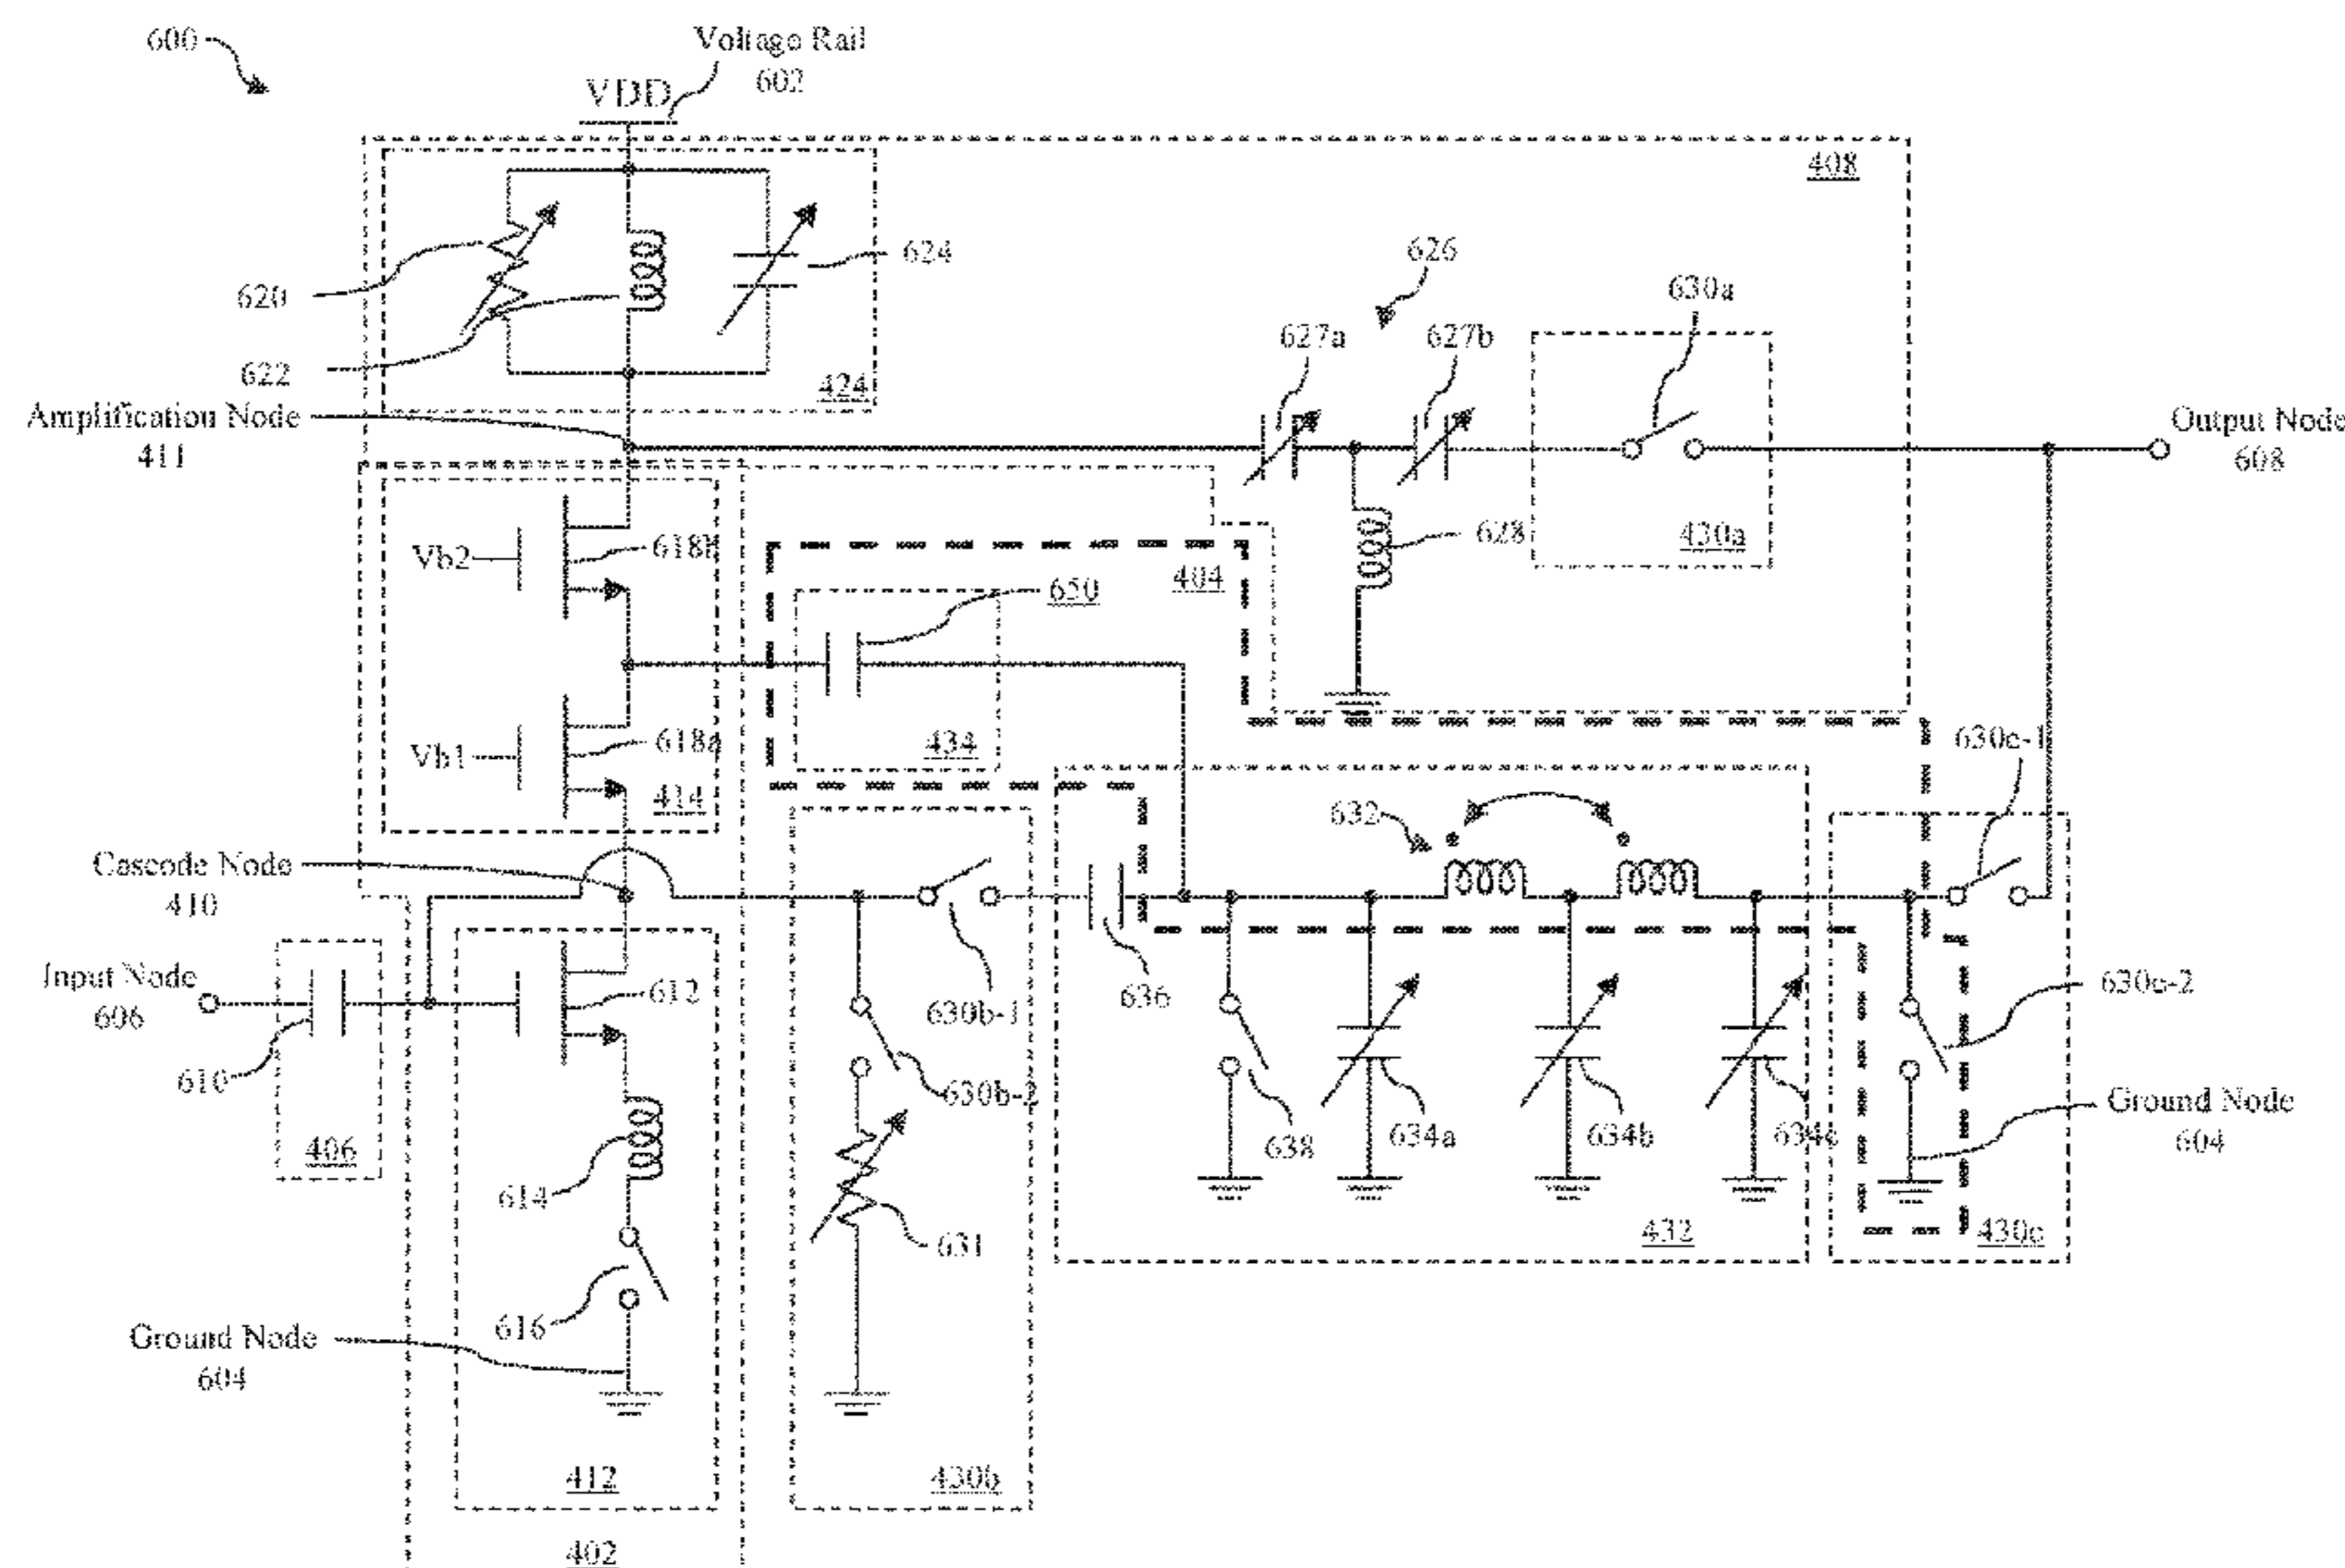 600
Voltage Rail
602
VDD
408
620
624
622
424
626
627a
627b
630a
Amplification Node
411
Output Node
608
430a
628
Vb2
618b
404
650
Vb1
618a
434
414
630c-1
632
Cascode Node
410
Input Node
606
612
636
630b-1
630c-2
610
630b-2
638
634a
634b
634c
Ground Node
604
406
614
631
432
430c
616
Ground Node
604
412
430b
402